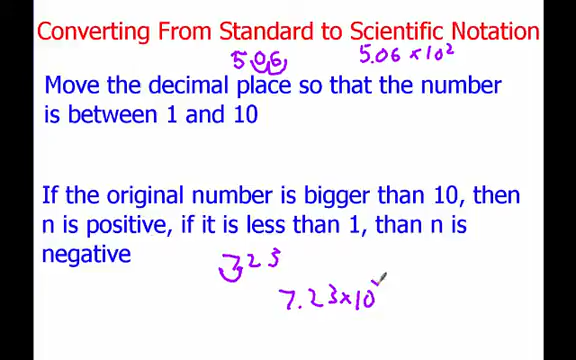 Converting From Standard to Scientific Notation
506 5.06 × 10²
Move the decimal place so that the number
is between 1 and 10
If the original number is bigger than 10, then
n is positive, if it is less than 1, than n is
negative
723
7.23×10